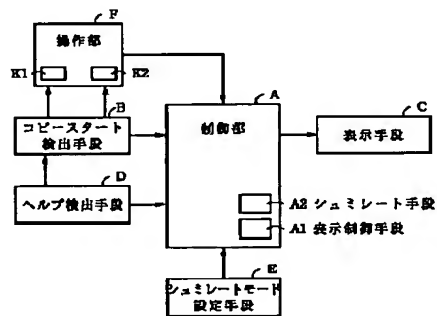 F
操作部
K1
K2
B
コピースタート
検出手段
D
ヘルプ検出手段
A
制御部
A2 シュミレート手段
A1 表示制御手段
C
表示手段
E
シュミレートモード
設定手段